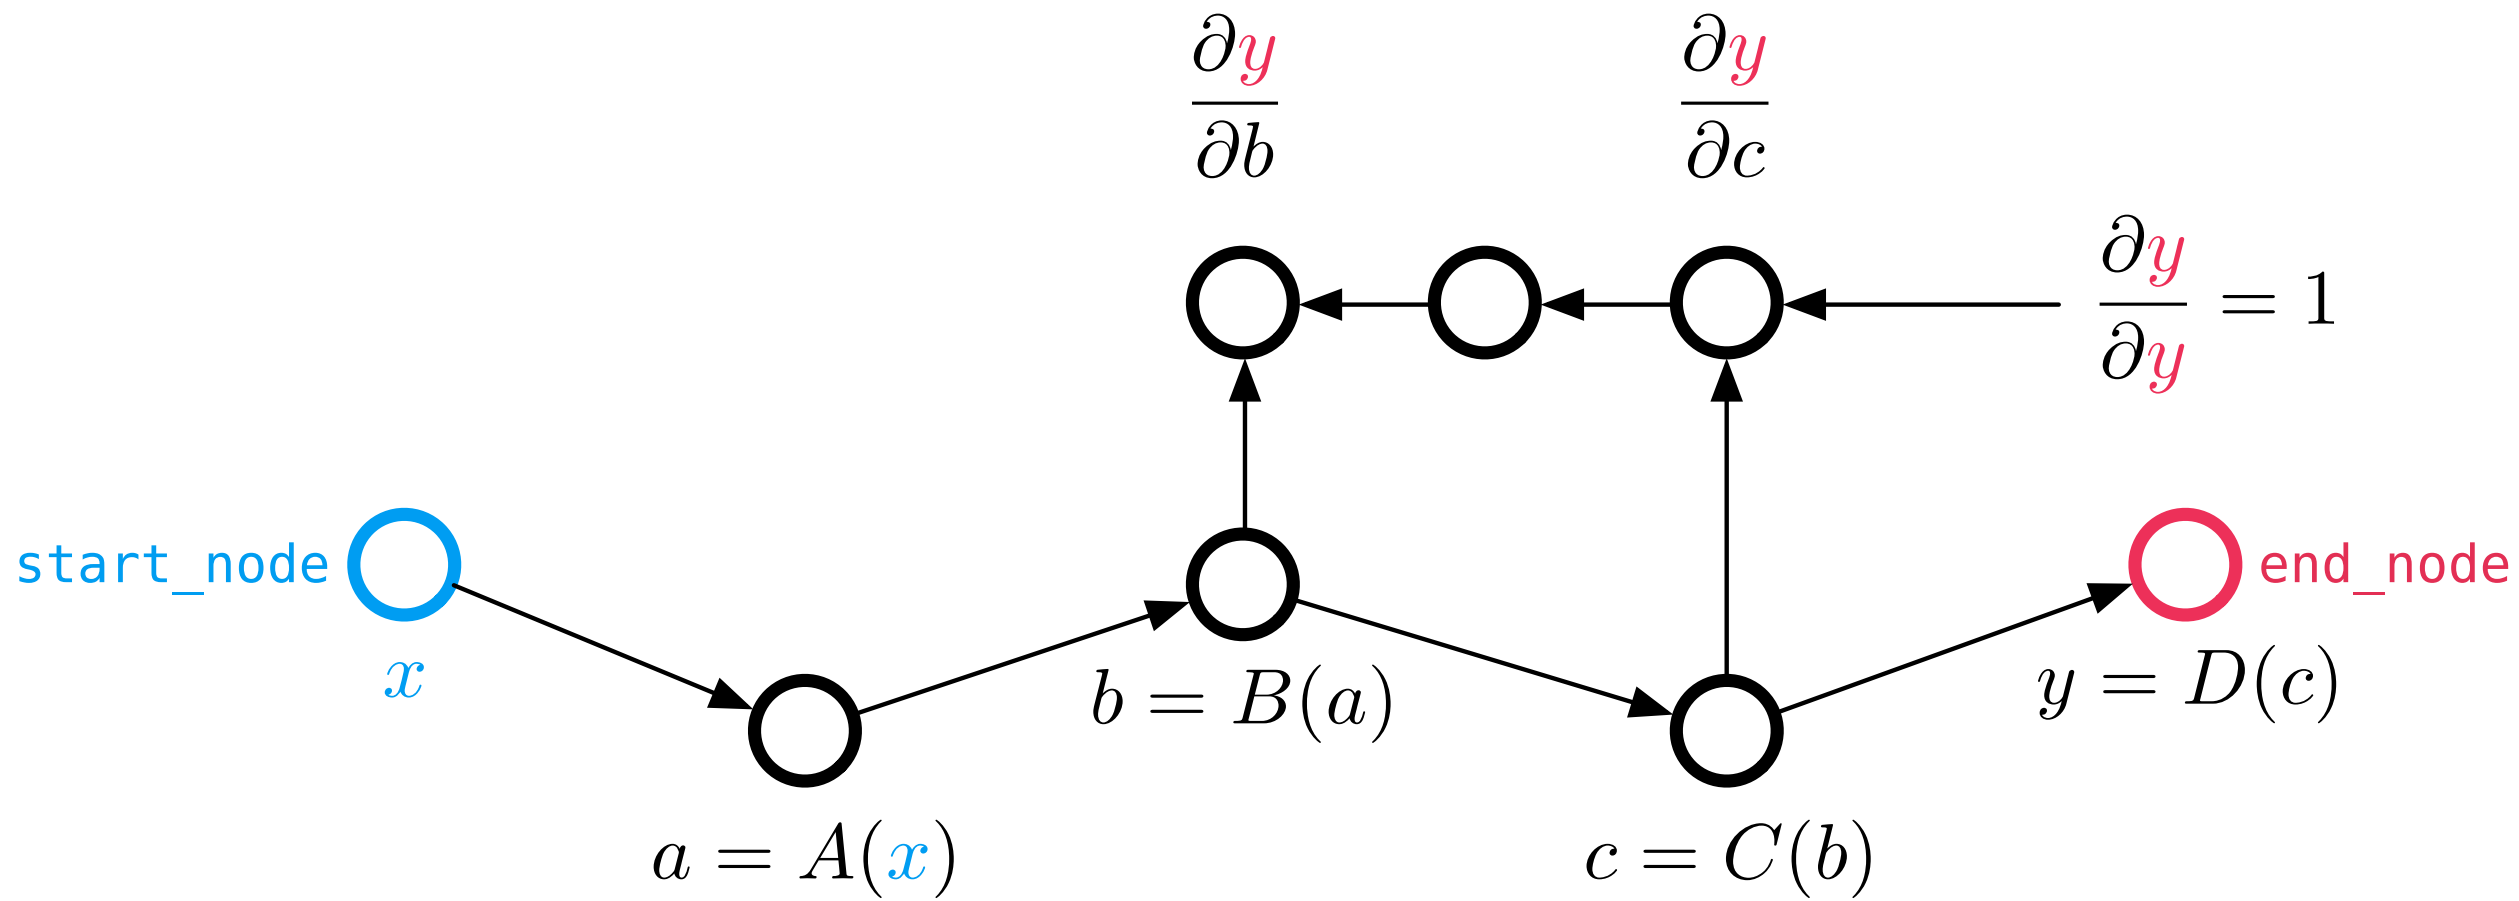 ∂y/∂b
∂y/∂c
∂y/∂y = 1
start_node
end_node
x
b = B(a)
y = D(c)
a = A(x)
c = C(b)